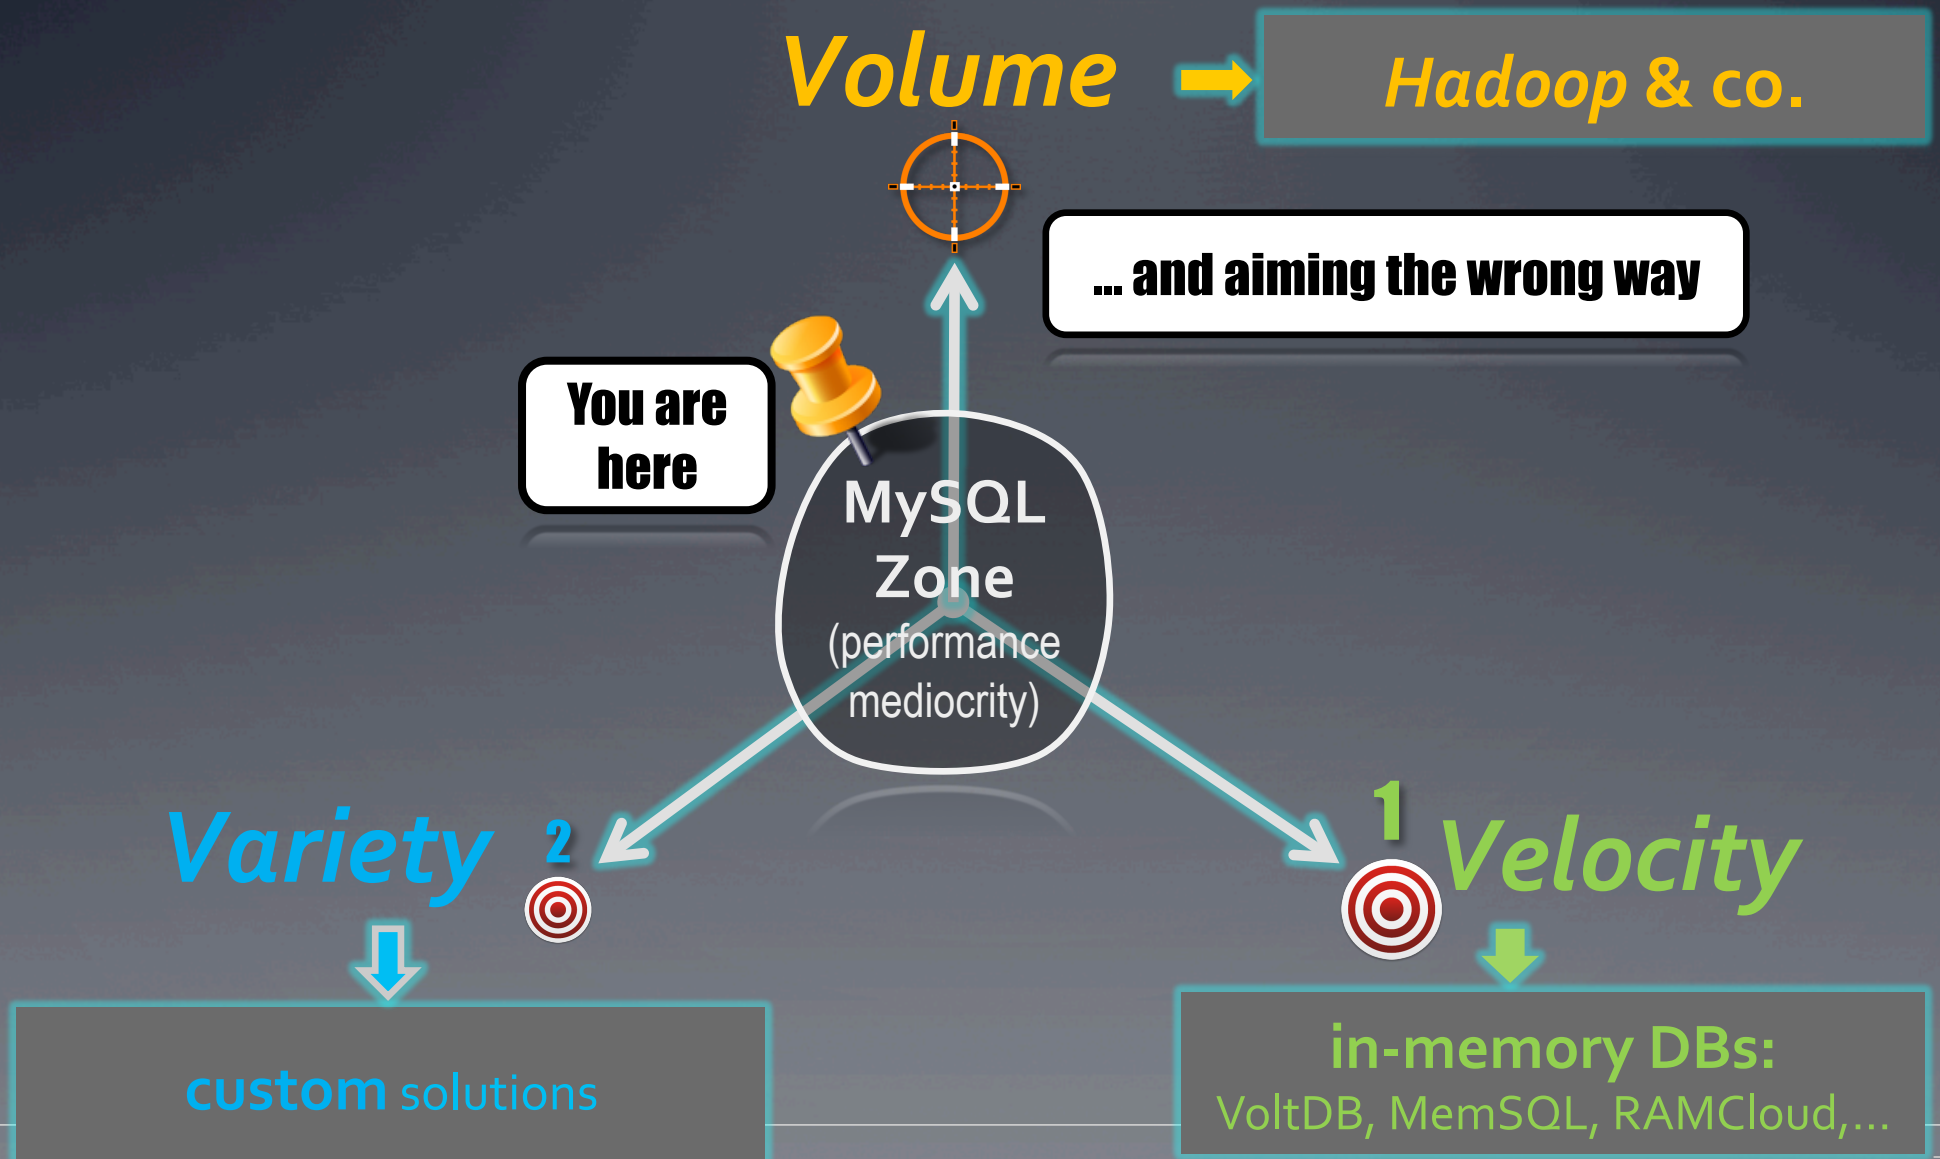 Volume
Hadoop & co.
... and aiming the wrong way
You are
here
MySQL
Zone
(performance
mediocrity)
Variety
2
1
Velocity
custom solutions
in-memory DBs:
VoltDB, MemSQL, RAMCloud,...